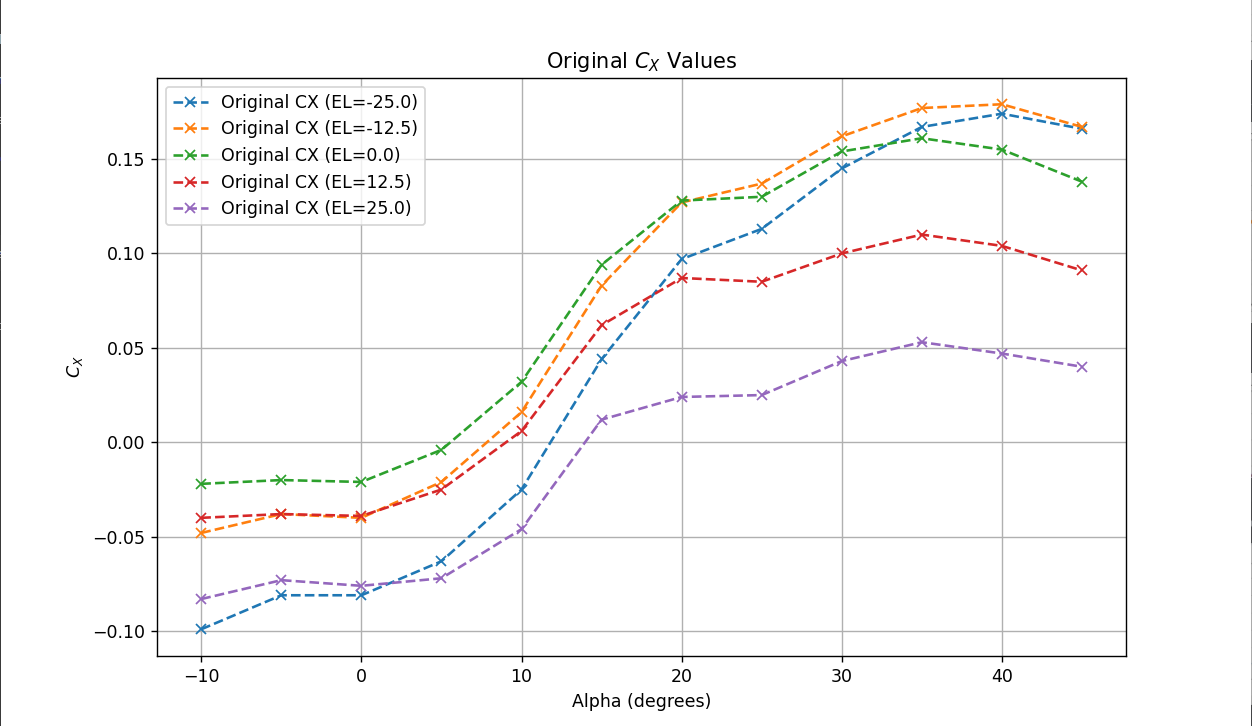 Original $C_X$ Values
Original CX (EL=-25.0)
Original CX (EL=-12.5)
Original CX (EL=0.0)
Original CX (EL=12.5)
Original CX (EL=25.0)
0.15
0.10
0.05
0.00
−0.05
−0.10
$C_X$
−10 0 10 20 30 40
Alpha (degrees)